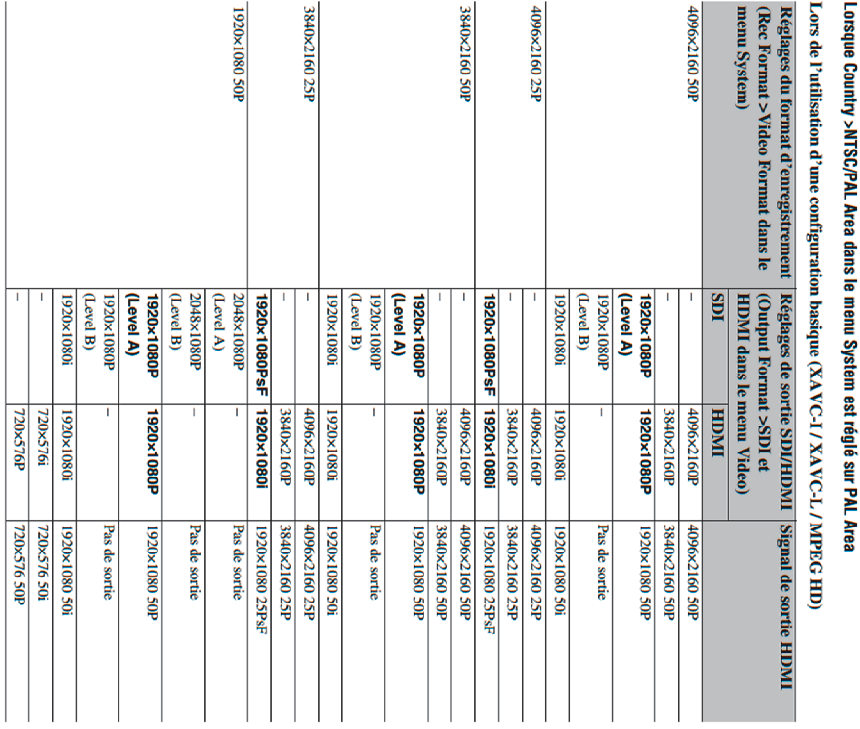 Lorsque Country >NTSC/PAL Area dans le menu System est réglé sur PAL Area
Lors de l'utilisation d'une configuration basique (XAVC-I / XAVC-L / MPEG HD)
Réglages du format d'enregistrement
(Rec Format >Video Format dans le
menu System)
Réglages de sortie SDI/HDMI
(Output Format >SDI et
HDMI dans le menu Video)
Signal de sortie HDMI
SDI HDMI
4096×2160 50P – 4096×2160P 4096×2160 50P
– 3840×2160P 3840×2160 50P
1920×1080P 1920×1080P 1920×1080 50P
(Level A)
1920×1080P – Pas de sortie
(Level B)
1920×1080i 1920×1080i 1920×1080 50i
4096×2160 25P – 4096×2160P 4096×2160 25P
– 3840×2160P 3840×2160 25P
1920×1080PsF 1920×1080i 1920×1080 25PsF
3840×2160 50P – 4096×2160P 4096×2160 50P
– 3840×2160P 3840×2160 50P
1920×1080P 1920×1080P 1920×1080 50P
(Level A)
1920×1080P – Pas de sortie
(Level B)
1920×1080i 1920×1080i 1920×1080 50i
3840×2160 25P – 4096×2160P 4096×2160 25P
– 3840×2160P 3840×2160 25P
1920×1080PsF 1920×1080i 1920×1080 25PsF
1920×1080 50P 2048×1080P – Pas de sortie
(Level A)
2048×1080P – Pas de sortie
(Level B)
1920×1080P 1920×1080P 1920×1080 50P
(Level A)
1920×1080P – Pas de sortie
(Level B)
1920×1080i 1920×1080i 1920×1080 50i
– 720×576i 720×576 50i
– 720×576P 720×576 50P